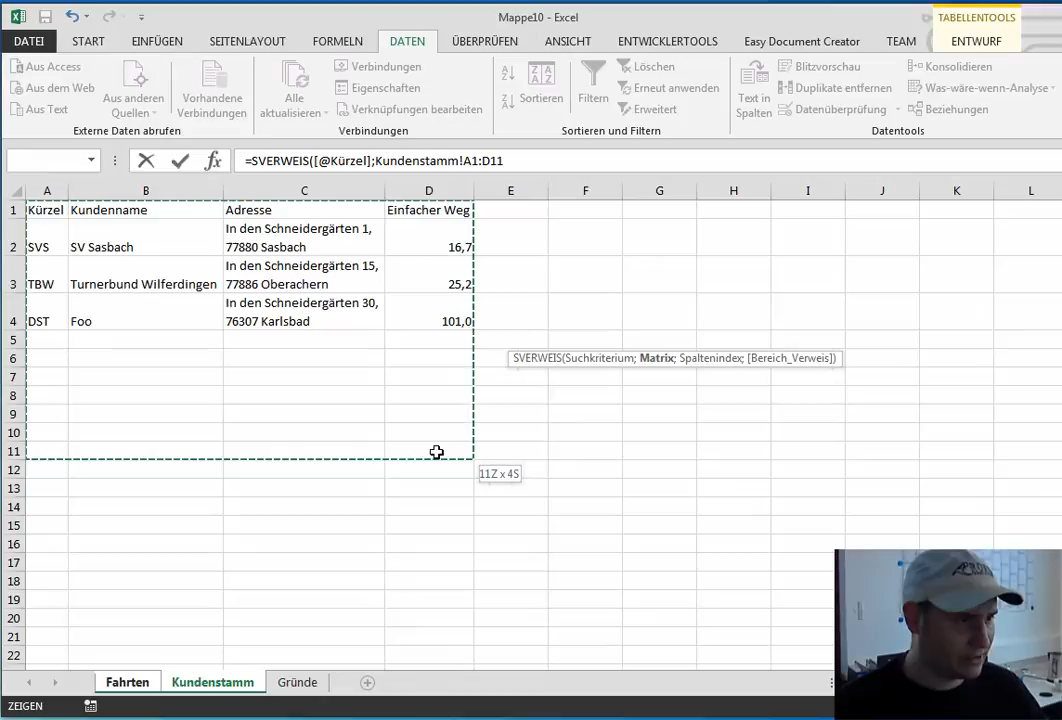 Mappe10 - Excel
TABELLENTOOLS
DATEI START EINFÜGEN SEITENLAYOUT FORMELN DATEN ÜBERPRÜFEN ANSICHT ENTWICKLERTOOLS Easy Document Creator TEAM ENTWURF
Aus Access
Aus dem Web
Aus Text
Aus anderen
Quellen
Vorhandene
Verbindungen
Externe Daten abrufen
Alle
aktualisieren
Verbindungen
Eigenschaften
Verknüpfungen bearbeiten
Verbindungen
Sortieren
Filtern
Löschen
Erneut anwenden
Erweitert
Sortieren und Filtern
Text in
Spalten
Blitzvorschau
Duplikate entfernen
Datenüberprüfung
Konsolidieren
Was-wäre-wenn-Analyse
Beziehungen
Datentools
fx =SVERWEIS([@Kürzel];Kundenstamm!A1:D11
A B C D E F G H I J K L
1 Kürzel Kundenname Adresse Einfacher Weg
In den Schneidergärten 1,
2 SVS SV Sasbach 77880 Sasbach 16,7
In den Schneidergärten 15,
3 TBW Turnerbund Wilferdingen 77886 Oberachern 25,2
In den Schneidergärten 30,
4 DST Foo 76307 Karlsbad 101,0
5
6 SVERWEIS(Suchkriterium; Matrix; Spaltenindex; [Bereich_Verweis])
7
8
9
10
11
12 11Z x 4S
13
14
15
16
17
18
19
20
21
22
Fahrten Kundenstamm Gründe
ZEIGEN